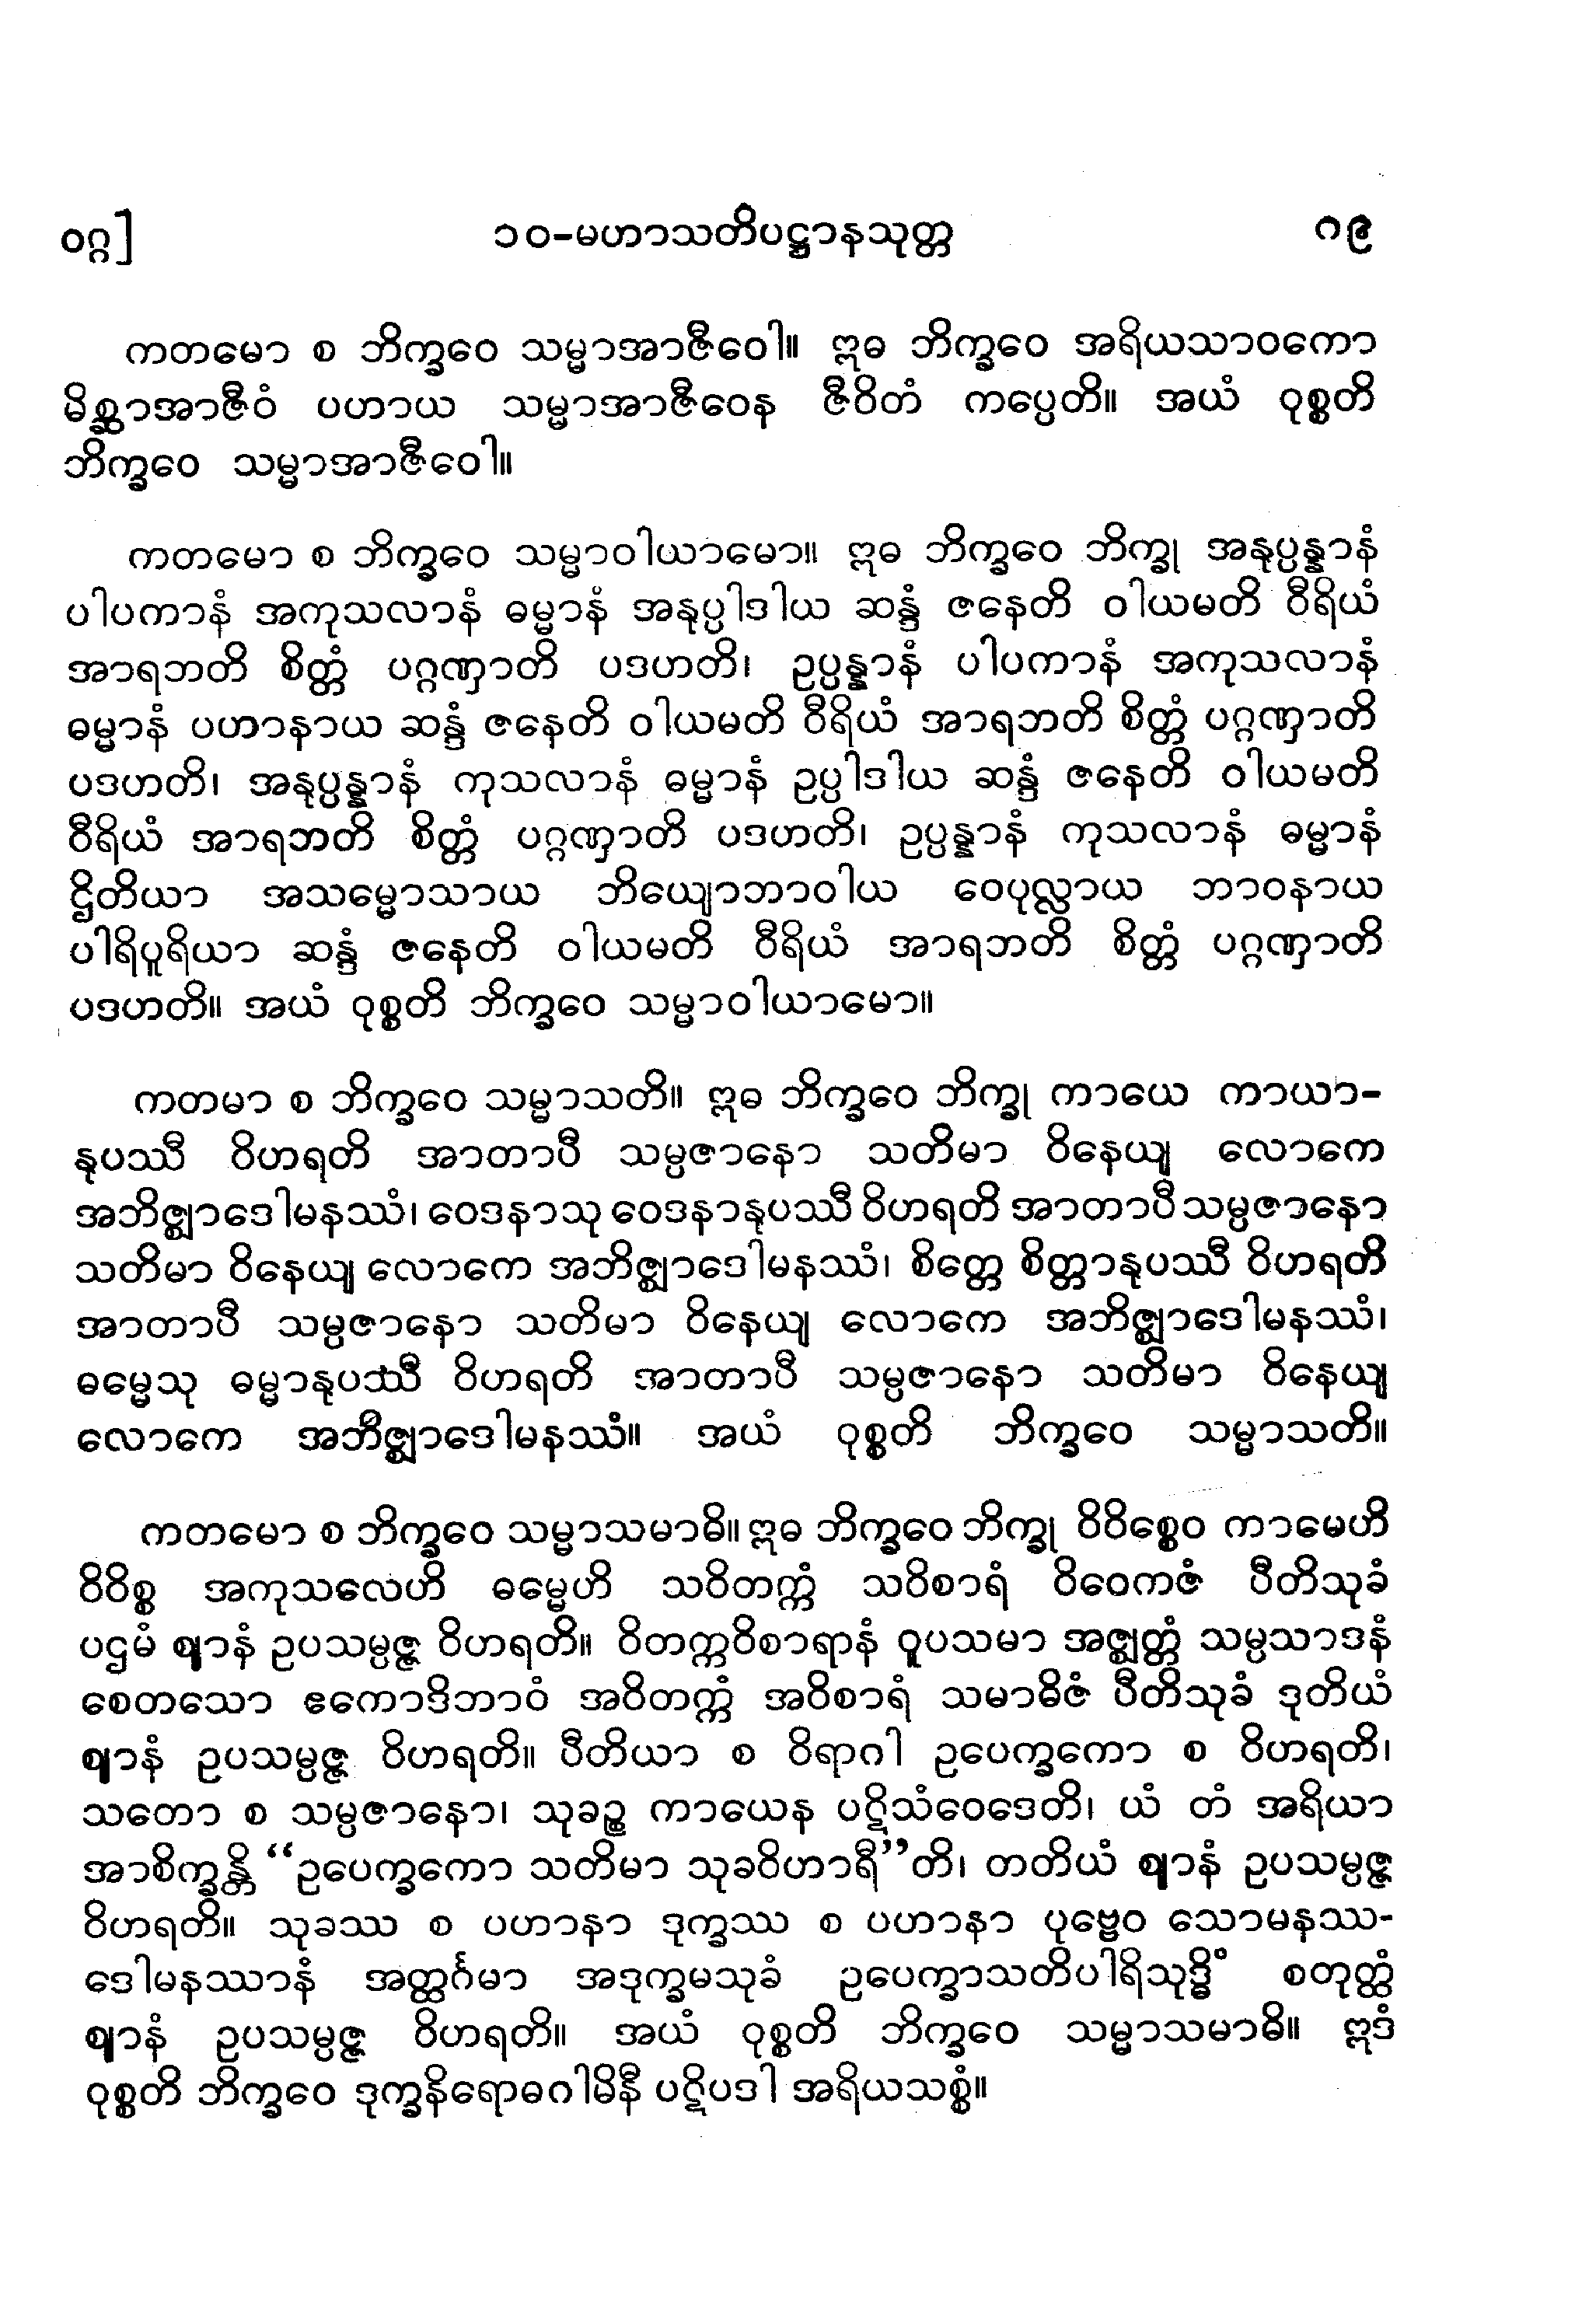 ဝဂ္ဂ] ၁၀-မဟာသတိပဋ္ဌာနသုတ္တ ဂ၉
ကတမော စ ဘိက္ခဝေ သမ္မာအာဇီဝေါ။ ဣဓ ဘိက္ခဝေ အရိယသာဝကော
မိစ္ဆာအာဇီဝံ ပဟာယ သမ္မာအာဇီဝေန ဇီဝိတံ ကပ္ပေတိ။ အယံ ဝုစ္စတိ
ဘိက္ခဝေ သမ္မာအာဇီဝေါ။
ကတမော စ ဘိက္ခဝေ သမ္မာဝါယာမော။ ဣဓ ဘိက္ခဝေ ဘိက္ခု အနုပ္ပန္နာနံ
ပါပကာနံ အကုသလာနံ ဓမ္မာနံ အနုပ္ပါဒါယ ဆန္ဒံ ဇနေတိ ဝါယမတိ ဝီရိယံ
အာရဘတိ စိတ္တံ ပဂ္ဂဏှာတိ ပဒဟတိ၊ ဥပ္ပန္နာနံ ပါပကာနံ အကုသလာနံ
ဓမ္မာနံ ပဟာနာယ ဆန္ဒံ ဇနေတိ ဝါယမတိ ဝီရိယံ အာရဘတိ စိတ္တံ ပဂ္ဂဏှာတိ
ပဒဟတိ၊ အနုပ္ပန္နာနံ ကုသလာနံ ဓမ္မာနံ ဥပ္ပါဒါယ ဆန္ဒံ ဇနေတိ ဝါယမတိ
ဝီရိယံ အာရဘတိ စိတ္တံ ပဂ္ဂဏှာတိ ပဒဟတိ၊ ဥပ္ပန္နာနံ ကုသလာနံ ဓမ္မာနံ
ဌိတိယာ အသမ္မောသာယ ဘိယျောဘာဝါယ ဝေပုလ္လာယ ဘာဝနာယ
ပါရိပူရိယာ ဆန္ဒံ ဇနေတိ ဝါယမတိ ဝီရိယံ အာရဘတိ စိတ္တံ ပဂ္ဂဏှာတိ
ပဒဟတိ။ အယံ ဝုစ္စတိ ဘိက္ခဝေ သမ္မာဝါယာမော။
ကတမာ စ ဘိက္ခဝေ သမ္မာသတိ။ ဣဓ ဘိက္ခဝေ ဘိက္ခု ကာယေ ကာယာ-
နုပဿီ ဝိဟရတိ အာတာပီ သမ္ပဇာနော သတိမာ ဝိနေယျ လောကေ
အဘိဇ္ဈာဒေါမနဿံ၊ ဝေဒနာသု ဝေဒနာနုပဿီ ဝိဟရတိ အာတာပီ သမ္ပဇာနော
သတိမာ ဝိနေယျ လောကေ အဘိဇ္ဈာဒေါမနဿံ၊ စိတ္တေ စိတ္တာနုပဿီ ဝိဟရတိ
အာတာပီ သမ္ပဇာနော သတိမာ ဝိနေယျ လောကေ အဘိဇ္ဈာဒေါမနဿံ၊
ဓမ္မေသု ဓမ္မာနုပဿီ ဝိဟရတိ အာတာပီ သမ္ပဇာနော သတိမာ ဝိနေယျ
လောကေ အဘိဇ္ဈာဒေါမနဿံ။ အယံ ဝုစ္စတိ ဘိက္ခဝေ သမ္မာသတိ။
ကတမော စ ဘိက္ခဝေ သမ္မာသမာဓိ။ ဣဓ ဘိက္ခဝေ ဘိက္ခု ဝိဝိစ္စေဝ ကာမေဟိ
ဝိဝိစ္စ အကုသလေဟိ ဓမ္မေဟိ သဝိတက္ကံ သဝိစာရံ ဝိဝေကဇံ ပီတိသုခံ
ပဌမံ ဈာနံ ဥပသမ္ပဇ္ဇ ဝိဟရတိ။ ဝိတက္ကဝိစာရာနံ ဝူပသမာ အဇ္ဈတ္တံ သမ္ပသာဒနံ
စေတသော ဧကောဒိဘာဝံ အဝိတက္ကံ အဝိစာရံ သမာဓိဇံ ပီတိသုခံ ဒုတိယံ
ဈာနံ ဥပသမ္ပဇ္ဇ ဝိဟရတိ။ ပီတိယာ စ ဝိရာဂါ ဥပေက္ခကော စ ဝိဟရတိ၊
သတော စ သမ္ပဇာနော၊ သုခဉ္စ ကာယေန ပဋိသံဝေဒေတိ၊ ယံ တံ အရိယာ
အာစိက္ခန္တိ “ဥပေက္ခကော သတိမာ သုခဝိဟာရီ”တိ၊ တတိယံ ဈာနံ ဥပသမ္ပဇ္ဇ
ဝိဟရတိ။ သုခဿ စ ပဟာနာ ဒုက္ခဿ စ ပဟာနာ ပုဗ္ဗေဝ သောမနဿ-
ဒေါမနဿာနံ အတ္ထင်္ဂမာ အဒုက္ခမသုခံ ဥပေက္ခာသတိပါရိသုဒ္ဓိံ စတုတ္ထံ
ဈာနံ ဥပသမ္ပဇ္ဇ ဝိဟရတိ။ အယံ ဝုစ္စတိ ဘိက္ခဝေ သမ္မာသမာဓိ။ ဣဒံ
ဝုစ္စတိ ဘိက္ခဝေ ဒုက္ခနိရောဓဂါမိနီ ပဋိပဒါ အရိယသစ္စံ။